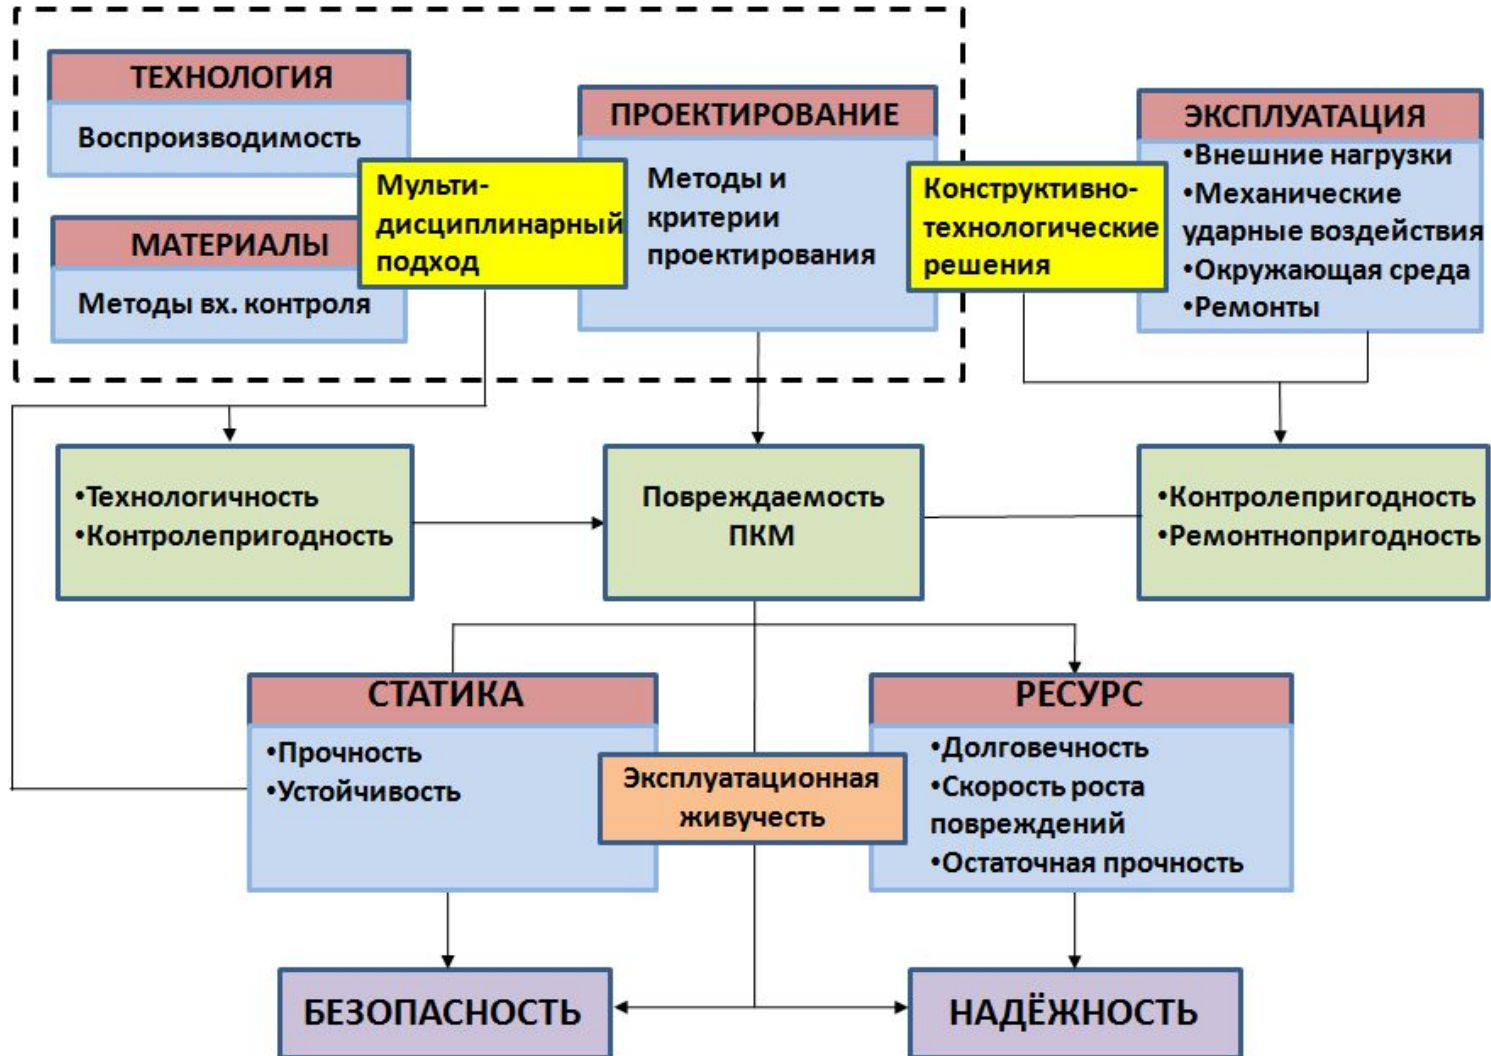 ТЕХНОЛОГИЯ
Воспроизводимость
МАТЕРИАЛЫ
Методы вх. контроля
Мульти-
дисциплинарный
подход
ПРОЕКТИРОВАНИЕ
Методы и
критерии
проектирования
Конструктивно-
технологические
решения
ЭКСПЛУАТАЦИЯ
•Внешние нагрузки
•Механические
ударные воздействия
•Окружающая среда
•Ремонты
•Технологичность
•Контролепригодность
Повреждаемость
ПКМ
•Контролепригодность
•Ремонтнопригодность
СТАТИКА
•Прочность
•Устойчивость
Эксплуатационная
живучесть
РЕСУРС
•Долговечность
•Скорость роста
повреждений
•Остаточная прочность
БЕЗОПАСНОСТЬ
НАДЁЖНОСТЬ